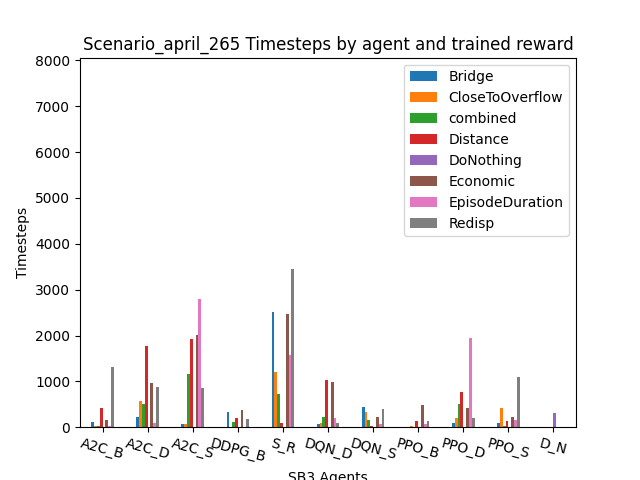 Scenario_april_265 Timesteps by agent and trained reward
8000
7000
6000
5000
4000
3000
2000
1000
0
Timesteps
Bridge
CloseToOverflow
combined
Distance
DoNothing
Economic
EpisodeDuration
Redisp
A2C_B
A2C_D
A2C_S
DDPG_B
S_R
DQN_D
DQN_S
PPO_B
PPO_D
PPO_S
D_N
SB3 Agents